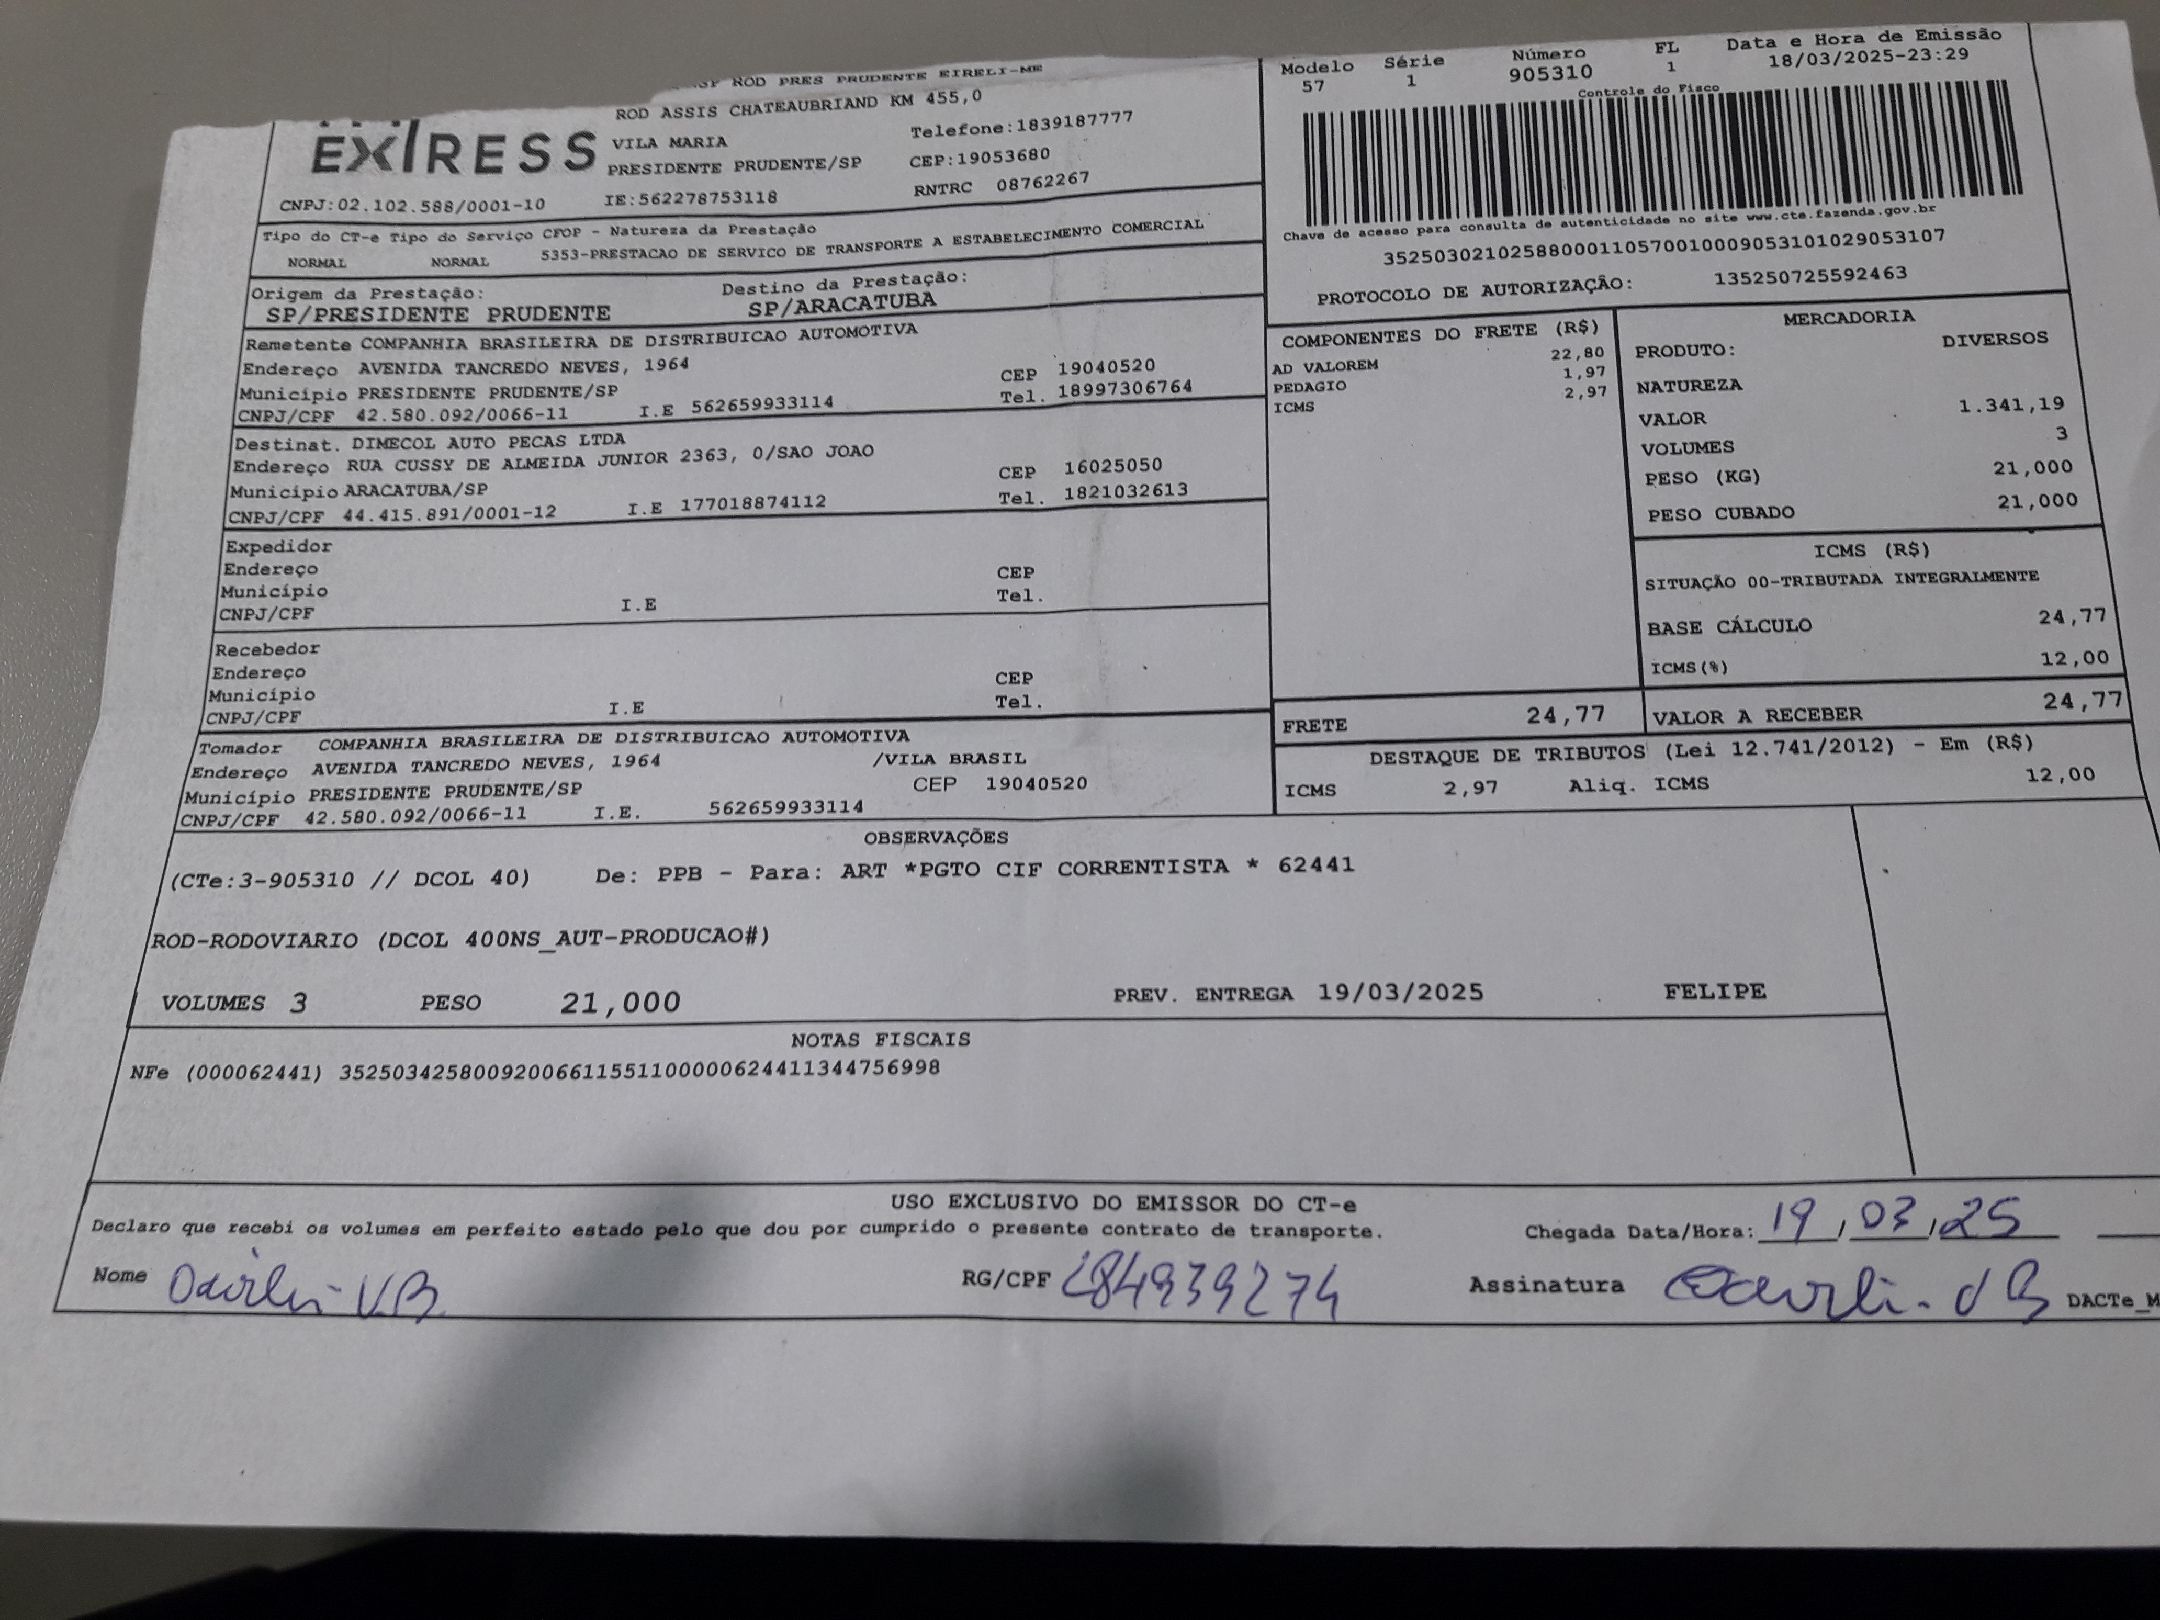 ROD PRES PRUDENTE EIRELI-ME
ROD ASSIS CHATEAUBRIAND KM 455,0
EXPRESS
VILA MARIA
Telefone:1839187777
PRESIDENTE PRUDENTE/SP
CEP:19053680
CNPJ:02.102.588/0001-10
IE:562278753118
RNTRC 08762267
Modelo Série Número FL Data e Hora de Emissão
57 1 905310 1 18/03/2025-23:29
Controle do Fisco
Chave de acesso para consulta de autenticidade no site www.cte.fazenda.gov.br
35250302102588000110570010009053101029053107
PROTOCOLO DE AUTORIZAÇÃO: 135250725592463
Tipo do CT-e Tipo do Serviço CFOP - Natureza da Prestação
NORMAL NORMAL 5353-PRESTACAO DE SERVICO DE TRANSPORTE A ESTABELECIMENTO COMERCIAL
Origem da Prestação: Destino da Prestação:
SP/PRESIDENTE PRUDENTE SP/ARACATUBA
Remetente COMPANHIA BRASILEIRA DE DISTRIBUICAO AUTOMOTIVA
Endereço AVENIDA TANCREDO NEVES, 1964 CEP 19040520
Município PRESIDENTE PRUDENTE/SP Tel. 18997306764
CNPJ/CPF 42.580.092/0066-11 I.E 562659933114
Destinat. DIMECOL AUTO PECAS LTDA
Endereço RUA CUSSY DE ALMEIDA JUNIOR 2363, 0/SAO JOAO CEP 16025050
Município ARACATUBA/SP Tel. 1821032613
CNPJ/CPF 44.415.891/0001-12 I.E 177018874112
Expedidor
Endereço CEP
Município Tel.
CNPJ/CPF I.E
Recebedor
Endereço CEP
Município Tel.
CNPJ/CPF I.E
Tomador COMPANHIA BRASILEIRA DE DISTRIBUICAO AUTOMOTIVA
Endereço AVENIDA TANCREDO NEVES, 1964 /VILA BRASIL
Município PRESIDENTE PRUDENTE/SP CEP 19040520
CNPJ/CPF 42.580.092/0066-11 I.E. 562659933114
COMPONENTES DO FRETE (R$)
22,80
AD VALOREM 1,97
PEDAGIO 2,97
ICMS
MERCADORIA
PRODUTO: DIVERSOS
NATUREZA
VALOR 1.341,19
VOLUMES 3
PESO (KG) 21,000
PESO CUBADO 21,000
ICMS (R$)
SITUAÇÃO 00-TRIBUTADA INTEGRALMENTE
BASE CÁLCULO 24,77
ICMS(%) 12,00
FRETE 24,77
VALOR A RECEBER 24,77
DESTAQUE DE TRIBUTOS (Lei 12.741/2012) - Em (R$)
ICMS 2,97 Aliq. ICMS 12,00
OBSERVAÇÕES
(CTe:3-905310 // DCOL 40) De: PPB - Para: ART *PGTO CIF CORRENTISTA * 62441
ROD-RODOVIARIO (DCOL 400NS_AUT-PRODUCAO#)
VOLUMES 3 PESO 21,000 PREV. ENTREGA 19/03/2025 FELIPE
NOTAS FISCAIS
NFe (000062441) 35250342580092006611551100000624411344756998
USO EXCLUSIVO DO EMISSOR DO CT-e
Declaro que recebi os volumes em perfeito estado pelo que dou por cumprido o presente contrato de transporte.
Chegada Data/Hora: 19/03/25
Nome
RG/CPF 484939274
Assinatura
DACTe_M